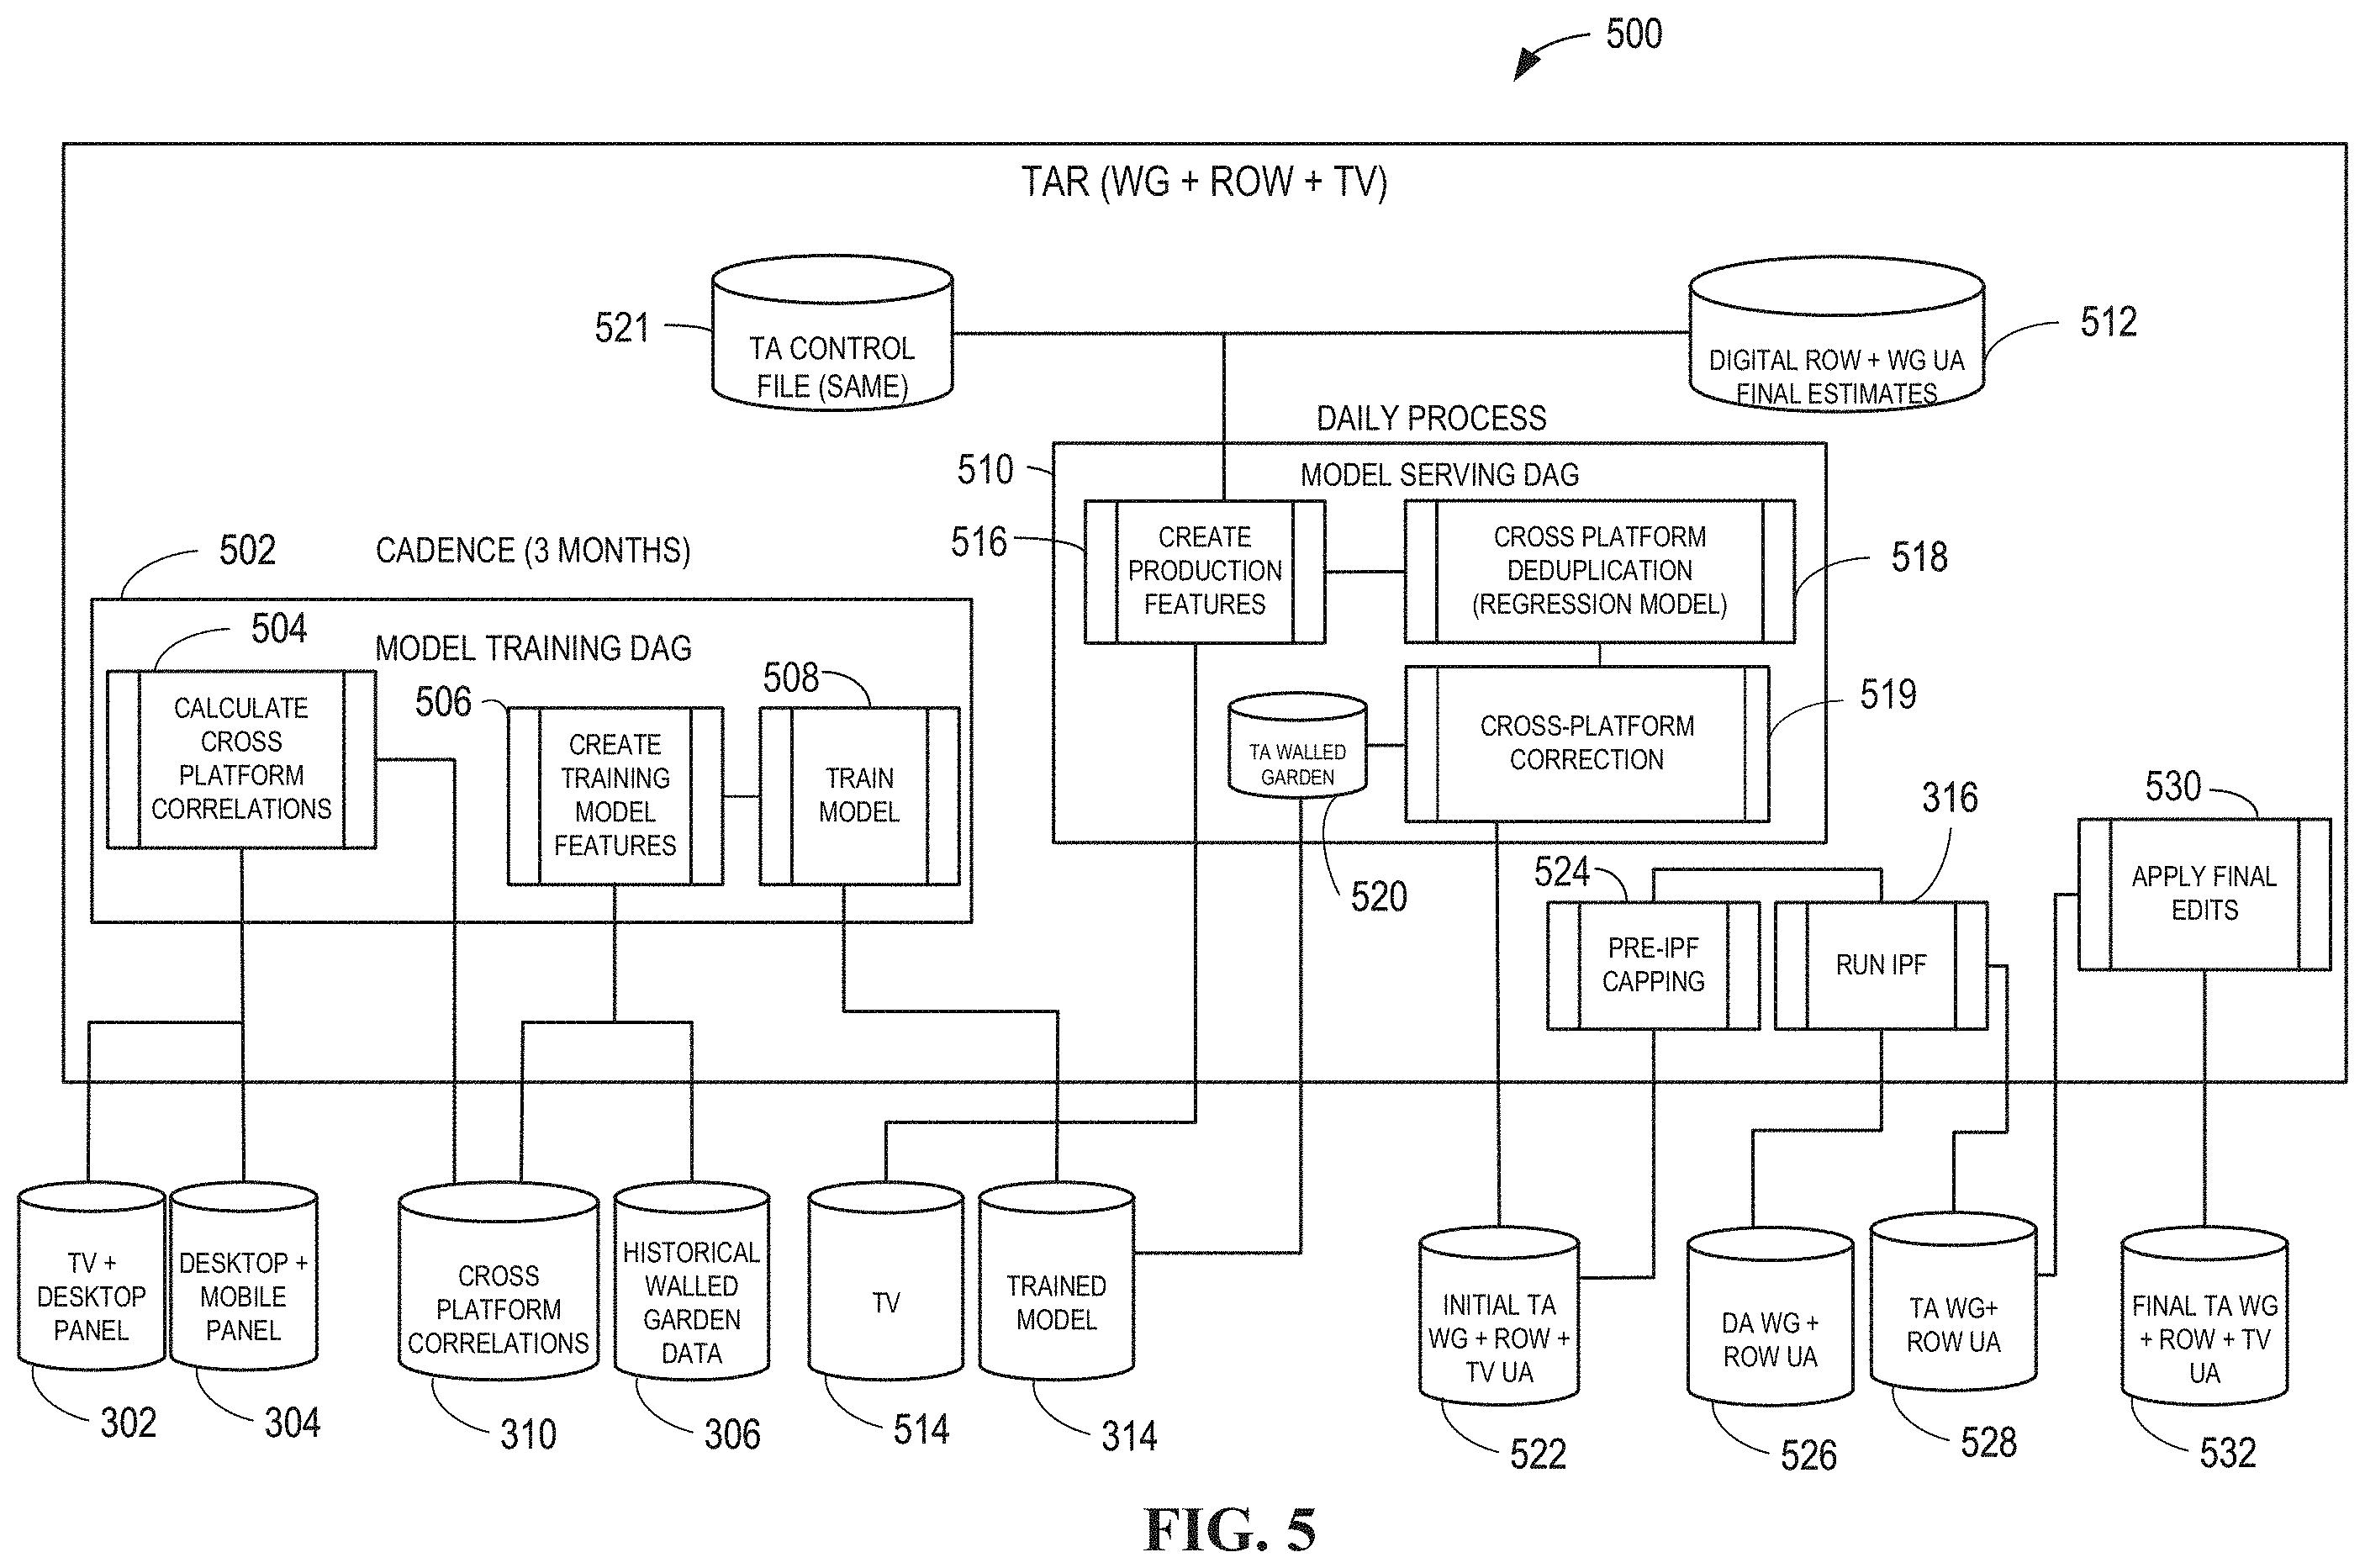 500
TAR (WG + ROW + TV)
521
TA CONTROL
FILE (SAME)
512
DIGITAL ROW + WG UA
FINAL ESTIMATES
DAILY PROCESS
510
MODEL SERVING DAG
516
CREATE
PRODUCTION
FEATURES
CROSS PLATFORM
DEDUPLICATION
(REGRESSION MODEL)
518
502
CADENCE (3 MONTHS)
504
MODEL TRAINING DAG
CALCULATE
CROSS
PLATFORM
CORRELATIONS
506
CREATE
TRAINING
MODEL
FEATURES
508
TRAIN
MODEL
TA WALLED
GARDEN
520
CROSS-PLATFORM
CORRECTION
519
524
PRE-IPF
CAPPING
316
RUN IPF
530
APPLY FINAL
EDITS
TV +
DESKTOP
PANEL
302
DESKTOP +
MOBILE
PANEL
304
CROSS
PLATFORM
CORRELATIONS
310
HISTORICAL
WALLED
GARDEN
DATA
306
TV
514
TRAINED
MODEL
314
INITIAL TA
WG + ROW +
TV UA
522
DA WG +
ROW UA
526
TA WG+
ROW UA
528
FINAL TA WG
+ ROW + TV
UA
532
FIG. 5